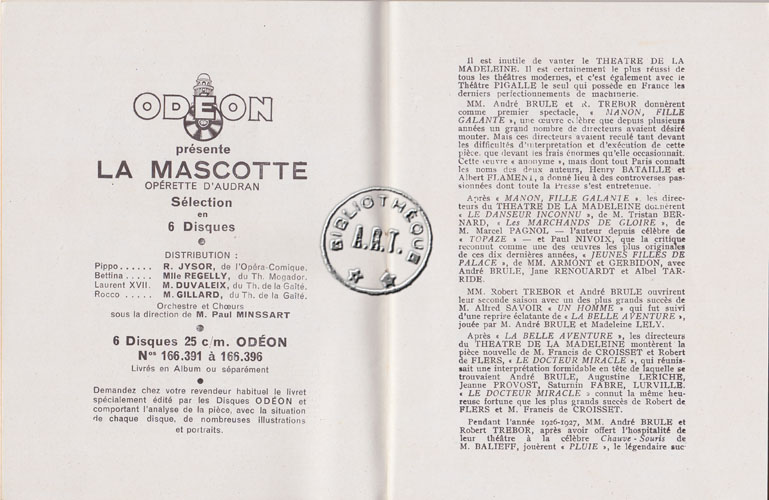 ODEON
présente
LA MASCOTTE
OPÉRETTE D'AUDRAN
Sélection
en
6 Disques
DISTRIBUTION :
Pippo . . . . . . R. JYSOR, de l'Opéra-Comique.
Bettina . . . . . Mlle REGELLY, du Th. Mogador.
Laurent XVII. M. DUVALEIX, du Th. de la Gaîté.
Rocco . . . . . M. GILLARD, du Th. de la Gaîté.
Orchestre et Chœurs
sous la direction de M. Paul MINSSART
6 Disques 25 c/m. ODÉON
Nos 166.391 à 166.396
Livrés en Album ou séparément
Demandez chez votre revendeur habituel le livret
spécialement édité par les Disques ODÉON et
comportant l'analyse de la pièce, avec la situation
de chaque disque, de nombreuses illustrations
et portraits.
BIBLIOTHÈQUE
A.R.T.
Il est inutile de vanter le THEATRE DE LA
MADELEINE. Il est certainement le plus réussi de
tous les théâtres modernes, et c'est également avec le
Théâtre PIGALLE le seul qui possède en France les
derniers perfectionnements de machinerie.
MM. André BRULE et R. TREBOR donnèrent
comme premier spectacle, « MANON, FILLE
GALANTE », une œuvre célèbre que depuis plusieurs
années un grand nombre de directeurs avaient désiré
monter. Mais ces directeurs avaient reculé tant devant
les difficultés d'interpretation et d'exécution de cette
pièce, que devant les frais énormes qu'elle occasionnait.
Cette œuvre « anonyme », mais dont tout Paris connaît
les noms des deux auteurs, Henry BATAILLE et
Albert FLAMENT, a donné lieu à des controverses pas-
sionnées dont toute la Presse s'est entretenue.
Après « MANON, FILLE GALANTE », les direc-
teurs du THEATRE DE LA MADELEINE donnèrent
« LE DANSEUR INCONNU », de M. Tristan BER-
NARD, « Les MARCHANDS DE GLOIRE », de
M. Marcel PAGNOL — l'auteur depuis célèbre de
« TOPAZE » — et Paul NIVOIX, que la critique
reconnut comme une des œuvres les plus originales
de ces dix dernières années, « JEUNES FILLES DE
PALACE », de MM. ARMONT et GERBIDON, avec
André BRULE, Jane RENOUARDT et Abel TAR-
RIDE.
MM. Robert TREBOR et André BRULE ouvrirent
leur seconde saison avec un des plus grands succès de
M. Alfred SAVOIR « UN HOMME » qui fut suivi
d'une reprise éclatante de « LA BELLE AVENTURE »,
jouée par M. André BRULE et Madeleine LELY.
Après « LA BELLE AVENTURE », les directeurs
du THEATRE DE LA MADELEINE montèrent la
pièce nouvelle de M. Francis de CROISSET et Robert
de FLERS, « LE DOCTEUR MIRACLE », qui réunis-
sait une interprétation formidable en tête de laquelle se
trouvaient André BRULE, Augustine LERICHE,
Jeanne PROVOST, Saturnin FABRE, LURVILLE.
« LE DOCTEUR MIRACLE » connut la même heu-
reuse fortune que les plus grands succès de Robert de
FLERS et M. Francis de CROISSET.
Pendant l'année 1926-1927, MM. André BRULE et
Robert TREBOR, après avoir offert l'hospitalité de
leur théâtre à la célèbre Chauve-Souris de
M. BALIEFF, jouèrent « PLUIE », le légendaire suc-